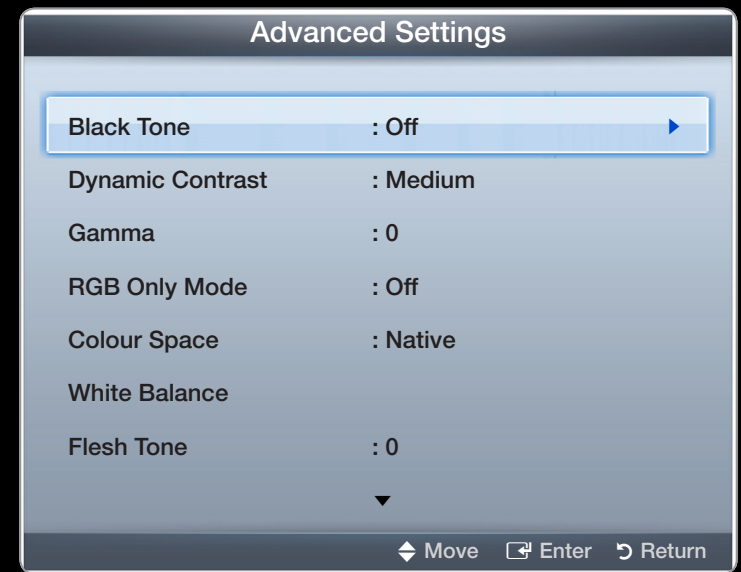 Advanced Settings
Black Tone : Off
Dynamic Contrast : Medium
Gamma : 0
RGB Only Mode : Off
Colour Space : Native
White Balance
Flesh Tone : 0
Move Enter Return